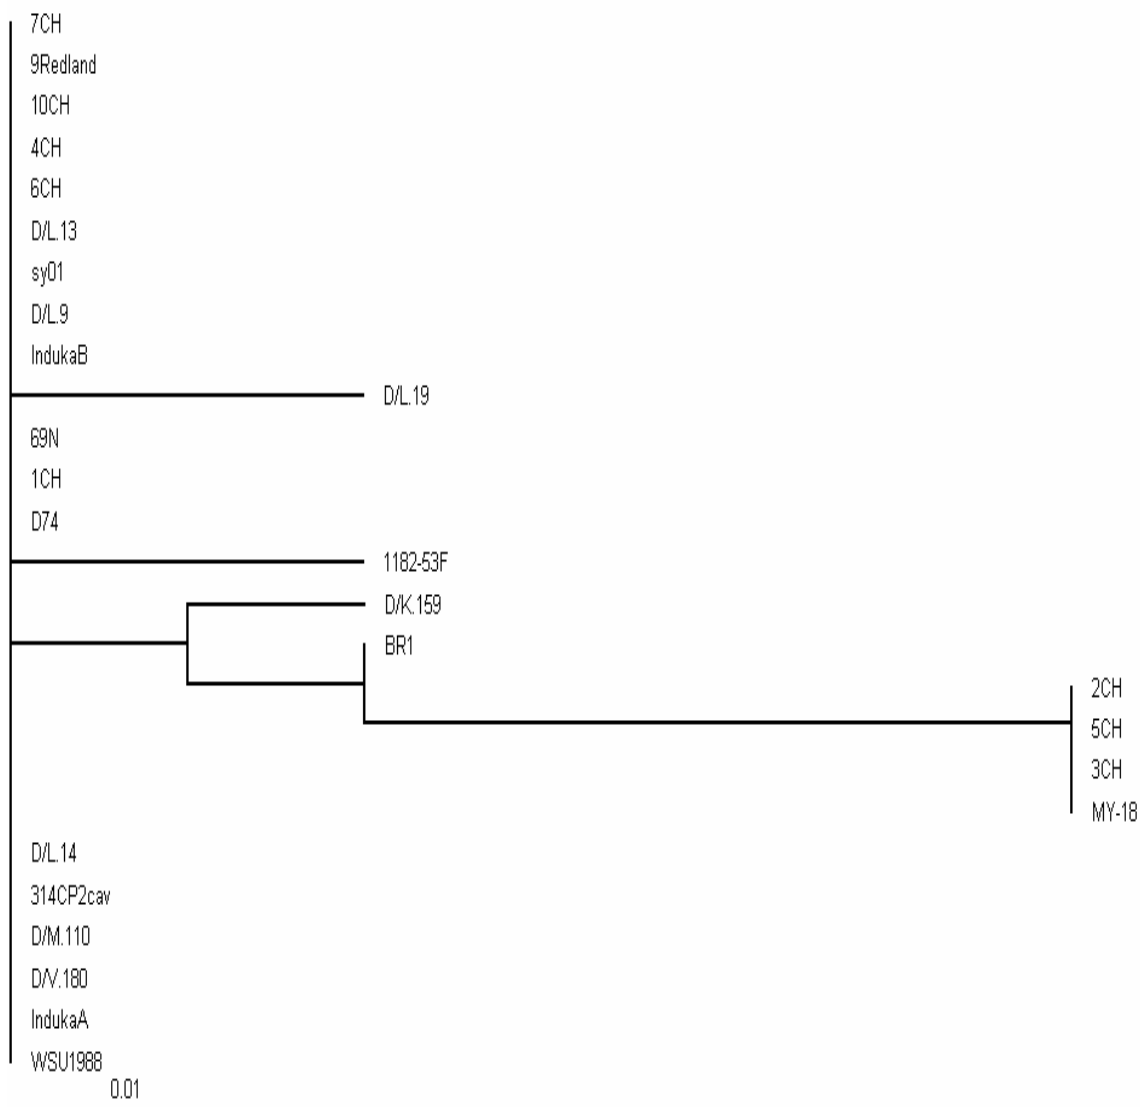 7CH
9Redland
10CH
4CH
6CH
D/L.13
sy01
D/L.9
IndukaB
D/L.19
69N
1CH
D74
1182-53F
D/K.159
BR1
2CH
5CH
3CH
MY-18
D/L.14
314CP2cav
D/M.110
D/V.180
IndukaA
WSU1988
0.01